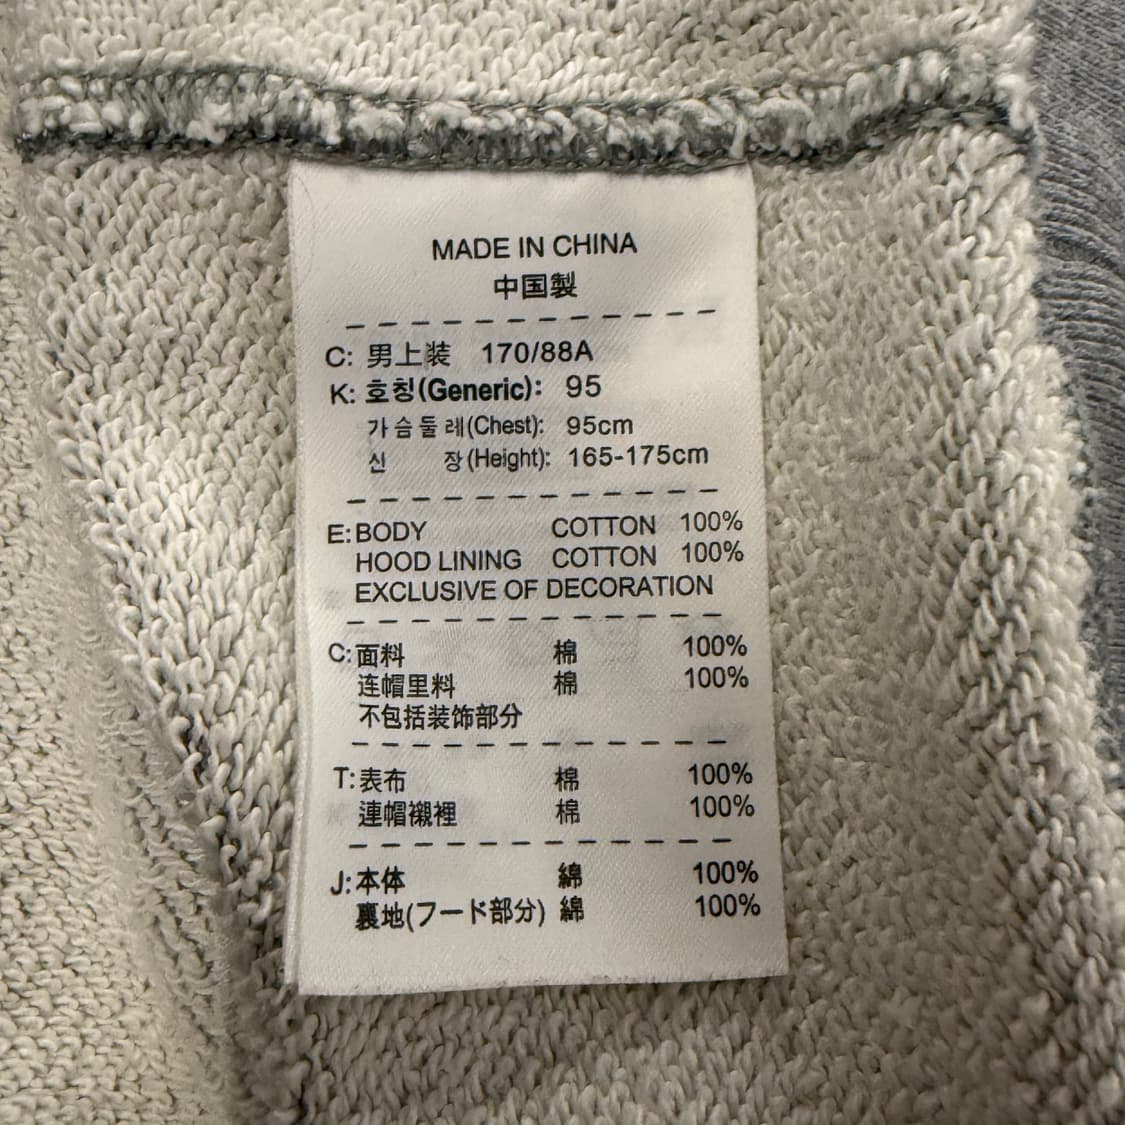 MADE IN CHINA
中国製
C: 男上装 170/88A
K: 호칭(Generic): 95
가슴둘레(Chest): 95cm
신 장(Height): 165-175cm
E: BODY COTTON 100%
HOOD LINING COTTON 100%
EXCLUSIVE OF DECORATION
C: 面料 棉 100%
连帽里料 棉 100%
不包括装饰部分
T: 表布 棉 100%
連帽襯裡 棉 100%
J: 本体 綿 100%
裏地(フード部分) 綿 100%